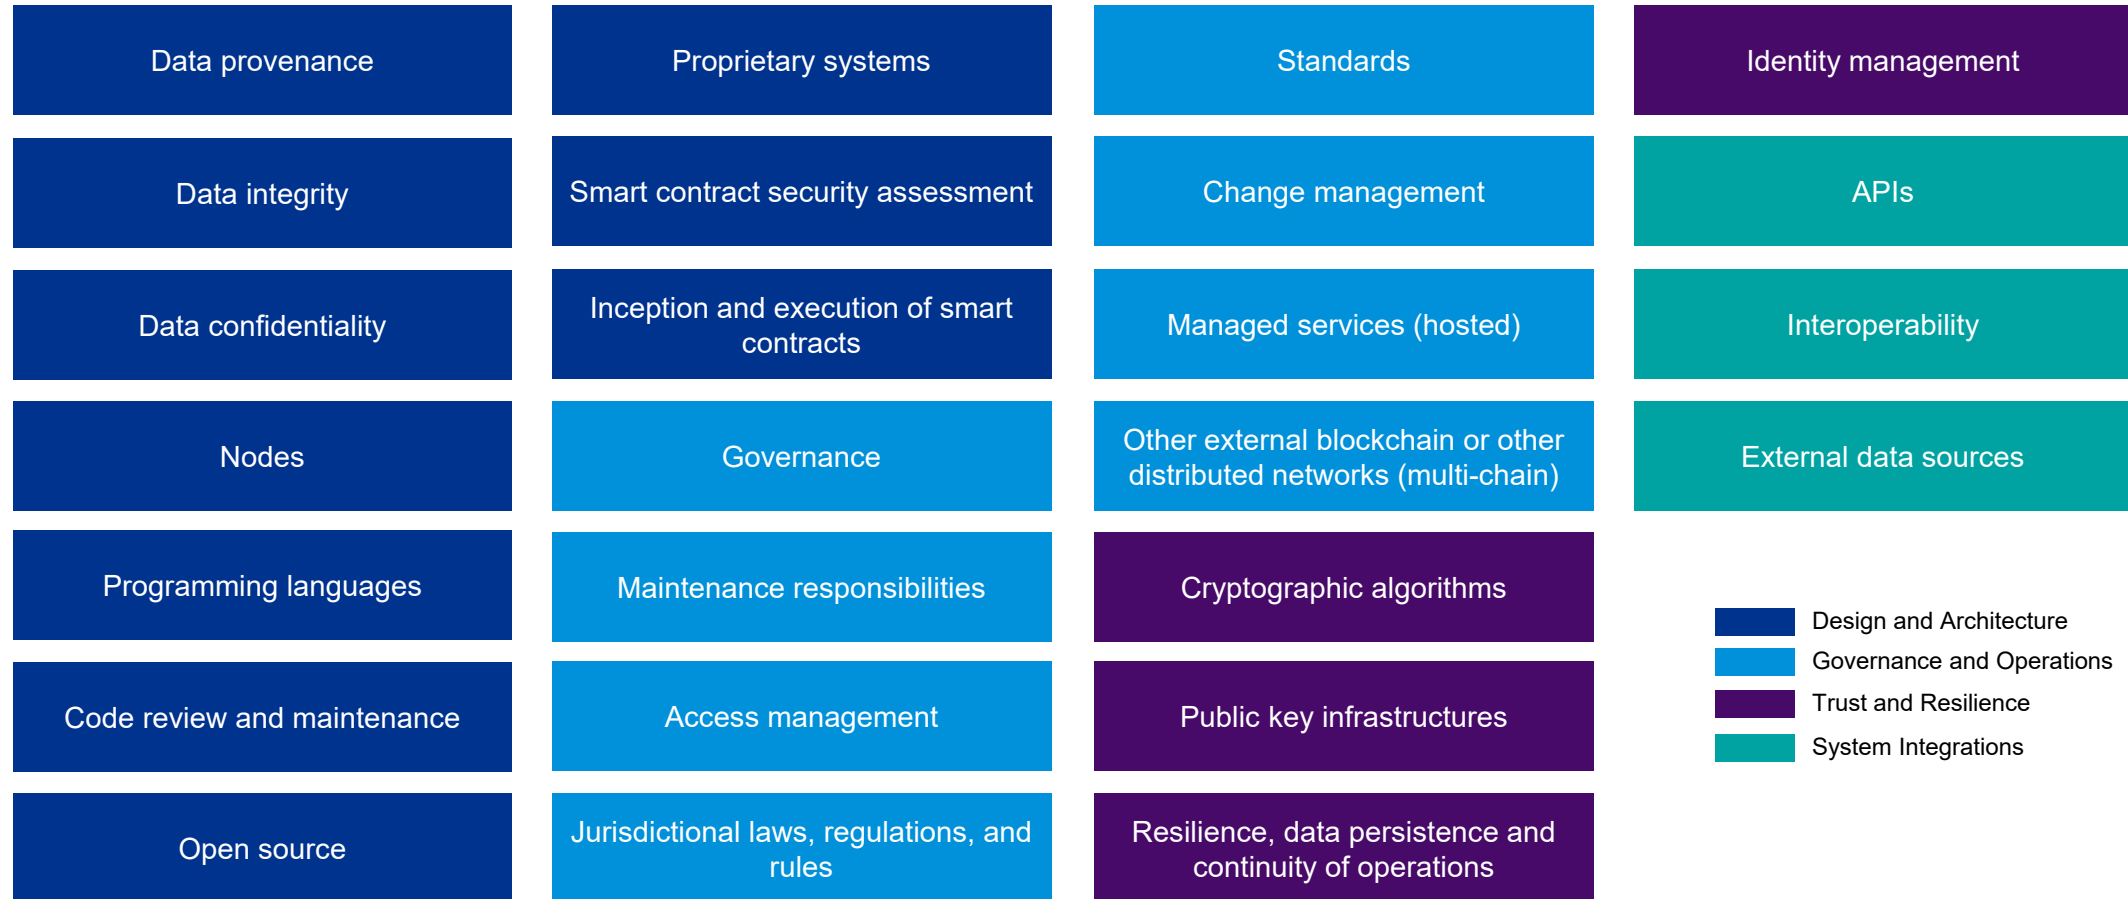 Data provenance
Data integrity
Data confidentiality
Nodes
Programming languages
Code review and maintenance
Open source
Proprietary systems
Smart contract security assessment
Inception and execution of smart
contracts
Governance
Maintenance responsibilities
Access management
Jurisdictional laws, regulations, and
rules
Standards
Change management
Managed services (hosted)
Other external blockchain or other
distributed networks (multi-chain)
Cryptographic algorithms
Public key infrastructures
Resilience, data persistence and
continuity of operations
Identity management
APIs
Interoperability
External data sources
Design and Architecture
Governance and Operations
Trust and Resilience
System Integrations